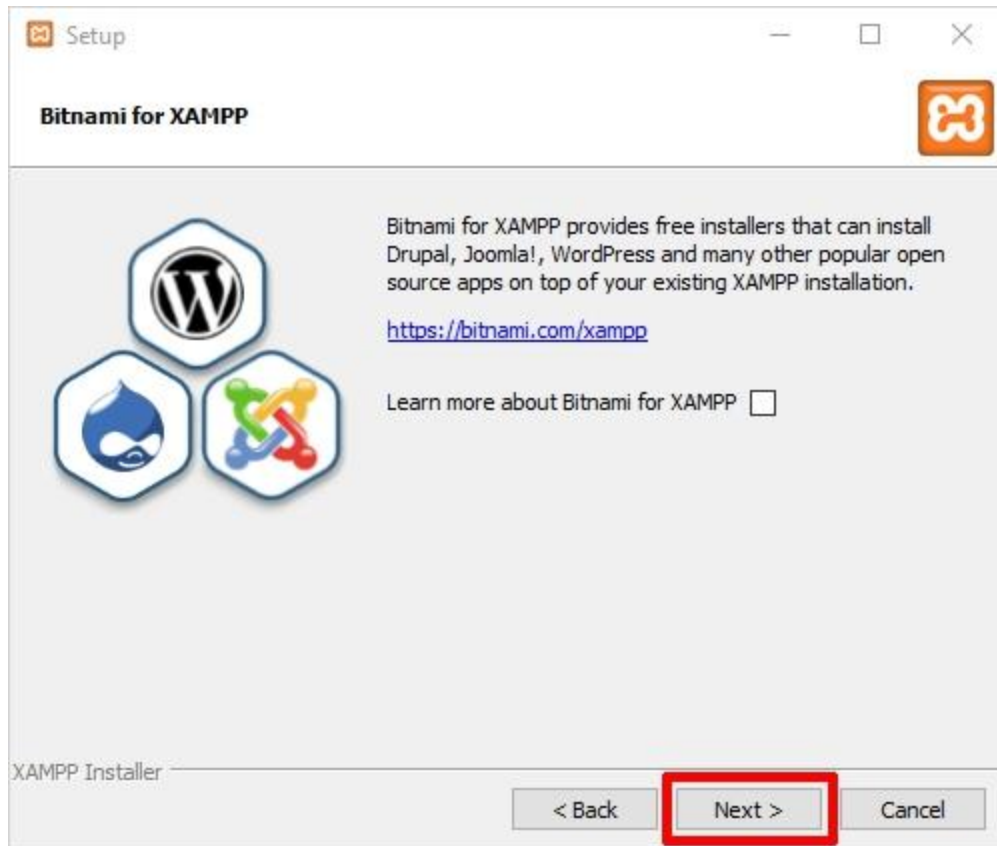 Setup
Bitnami for XAMPP
Bitnami for XAMPP provides free installers that can install
Drupal, Joomla!, WordPress and many other popular open
source apps on top of your existing XAMPP installation.
https://bitnami.com/xampp
Learn more about Bitnami for XAMPP
XAMPP Installer
< Back Next > Cancel